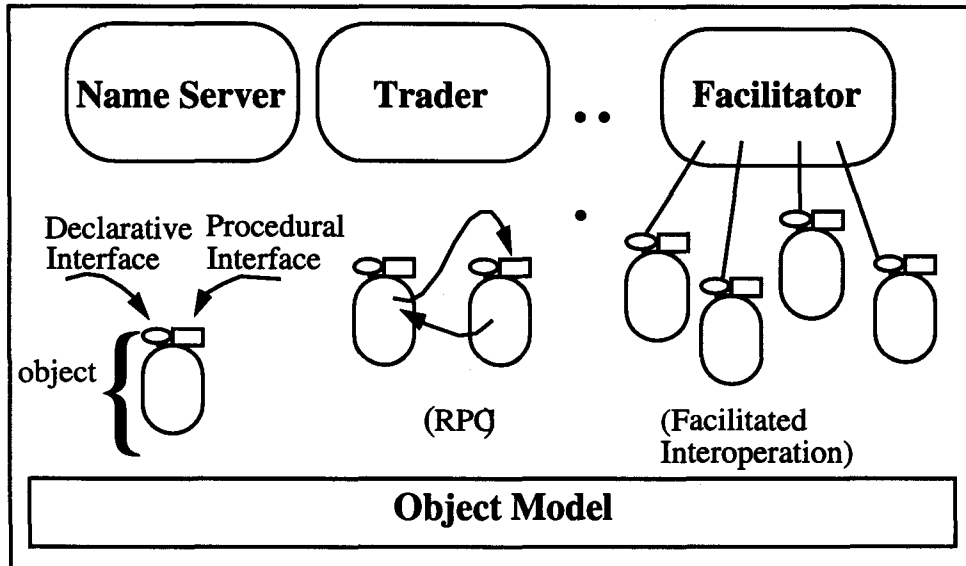 Name Server
Trader
Facilitator
Declarative
Interface
Procedural
Interface
object
(RPC)
(Facilitated
Interoperation)
Object Model